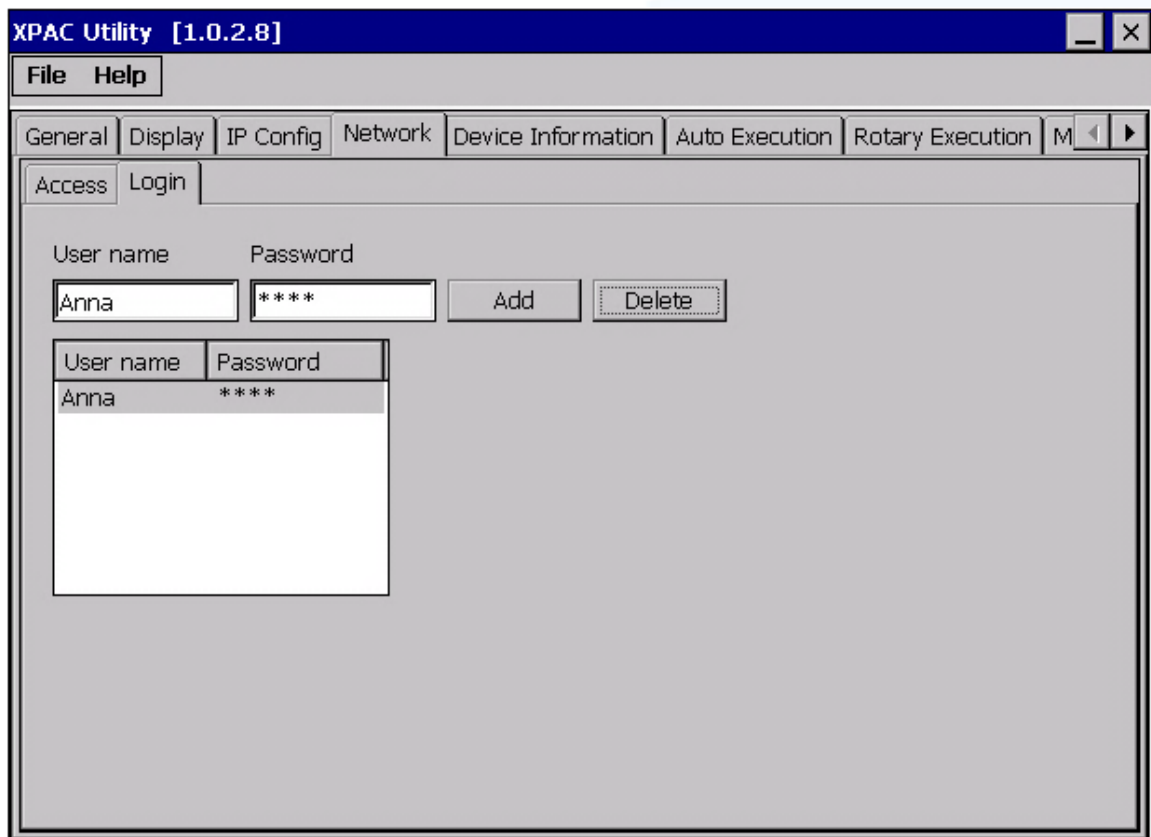 XPAC Utility [1.0.2.8]
File Help
General Display IP Config Network Device Information Auto Execution Rotary Execution M
Access Login
User name Password
Anna **** Add Delete
User name Password
Anna ****